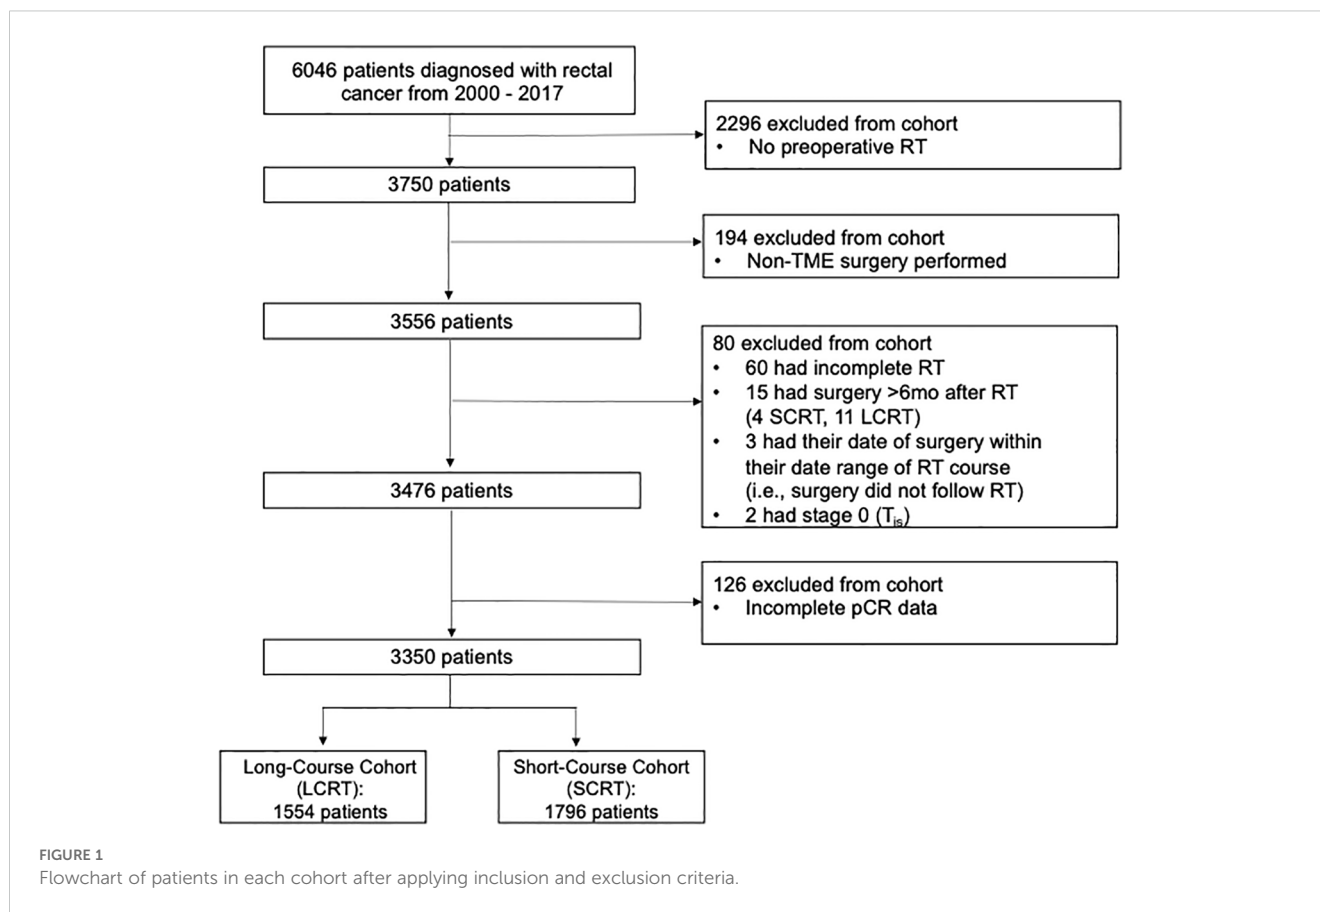 6046 patients diagnosed with rectal
cancer from 2000 - 2017
2296 excluded from cohort
• No preoperative RT
3750 patients
194 excluded from cohort
• Non-TME surgery performed
3556 patients
80 excluded from cohort
• 60 had incomplete RT
• 15 had surgery >6mo after RT
(4 SCRT, 11 LCRT)
• 3 had their date of surgery within
their date range of RT course
(i.e., surgery did not follow RT)
• 2 had stage 0 (Tis)
3476 patients
126 excluded from cohort
• Incomplete pCR data
3350 patients
Long-Course Cohort
(LCRT):
1554 patients
Short-Course Cohort
(SCRT):
1796 patients
FIGURE 1
Flowchart of patients in each cohort after applying inclusion and exclusion criteria.